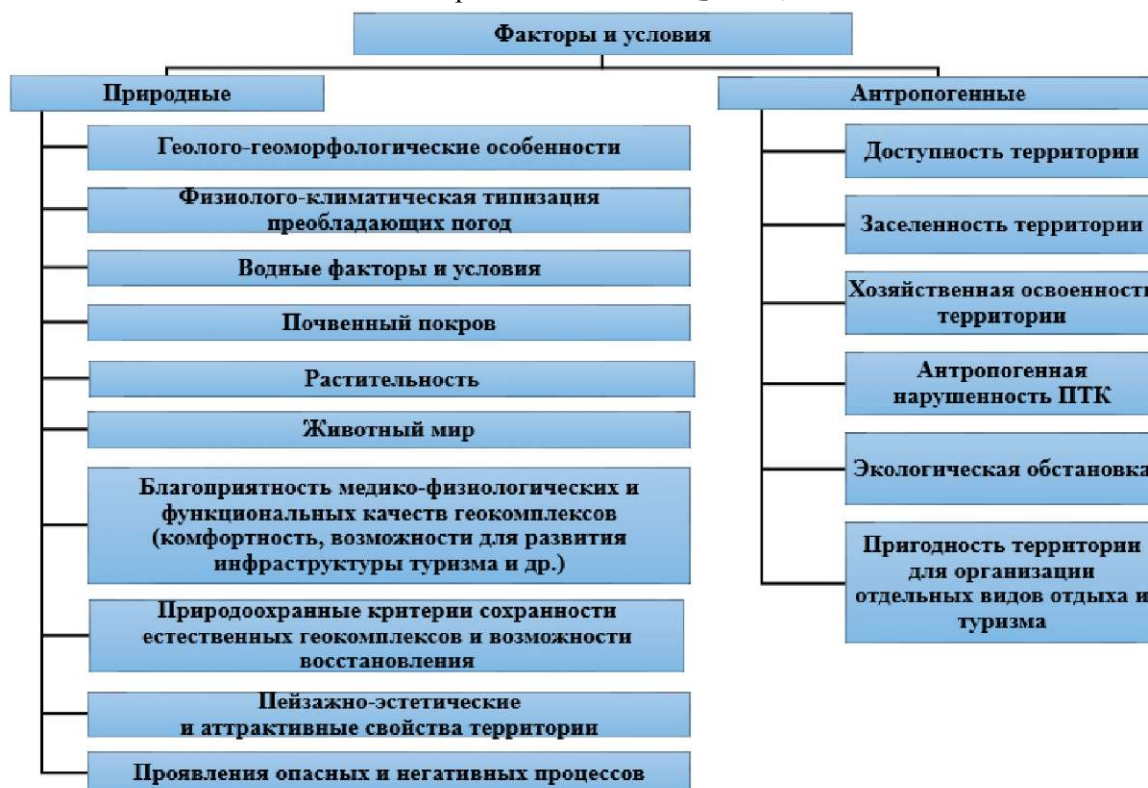 Факторы и условия
Природные
Геолого-геоморфологические особенности
Физиолого-климатическая типизация
преобладающих погод
Водные факторы и условия
Почвенный покров
Растительность
Животный мир
Благоприятность медико-физиологических и
функциональных качеств геокомплексов
(комфортность, возможности для развития
инфраструктуры туризма и др.)
Природоохранные критерии сохранности
естественных геокомплексов и возможности
восстановления
Пейзажно-эстетические
и аттрактивные свойства территории
Проявления опасных и негативных процессов
Антропогенные
Доступность территории
Заселенность территории
Хозяйственная освоенность
территории
Антропогенная
нарушенность ПТК
Экологическая обстановка
Пригодность территории
для организации
отдельных видов отдыха и
туризма